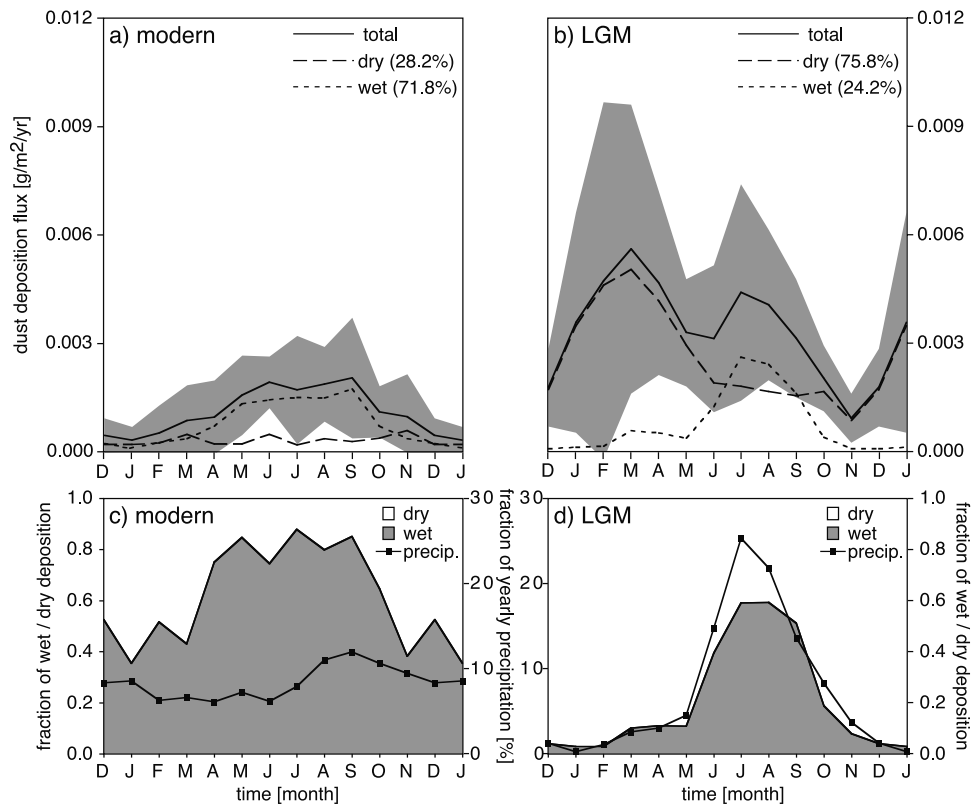 a) modern
total
dry (28.2%)
wet (71.8%)
0.012
0.009
0.006
0.003
0.000
dust deposition flux [g/m2/yr]
D J F M A M J J A S O N D J
b) LGM
total
dry (75.8%)
wet (24.2%)
0.012
0.009
0.006
0.003
0.000
D J F M A M J J A S O N D J
c) modern
dry
wet
precip.
1.0
0.8
0.6
0.4
0.2
0.0
fraction of wet / dry deposition
30
20
10
0
fraction of yearly precipitation [%]
D J F M A M J J A S O N D J
time [month]
d) LGM
dry
wet
precip.
30
20
10
0
1.0
0.8
0.6
0.4
0.2
0.0
fraction of wet / dry deposition
D J F M A M J J A S O N D J
time [month]